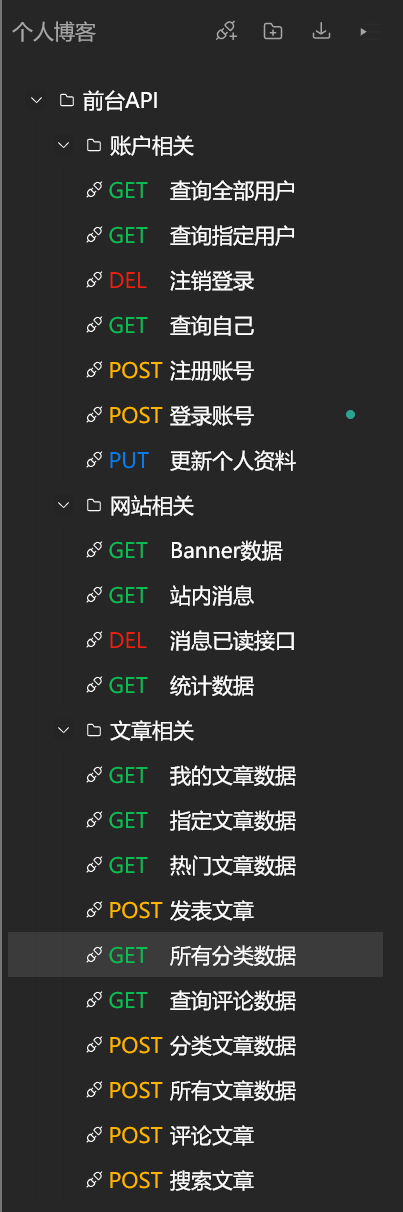 个人博客
前台API
账户相关
GET 查询全部用户
GET 查询指定用户
DEL 注销登录
GET 查询自己
POST 注册账号
POST 登录账号
PUT 更新个人资料
网站相关
GET Banner数据
GET 站内消息
DEL 消息已读接口
GET 统计数据
文章相关
GET 我的文章数据
GET 指定文章数据
GET 热门文章数据
POST 发表文章
GET 所有分类数据
GET 查询评论数据
POST 分类文章数据
POST 所有文章数据
POST 评论文章
POST 搜索文章